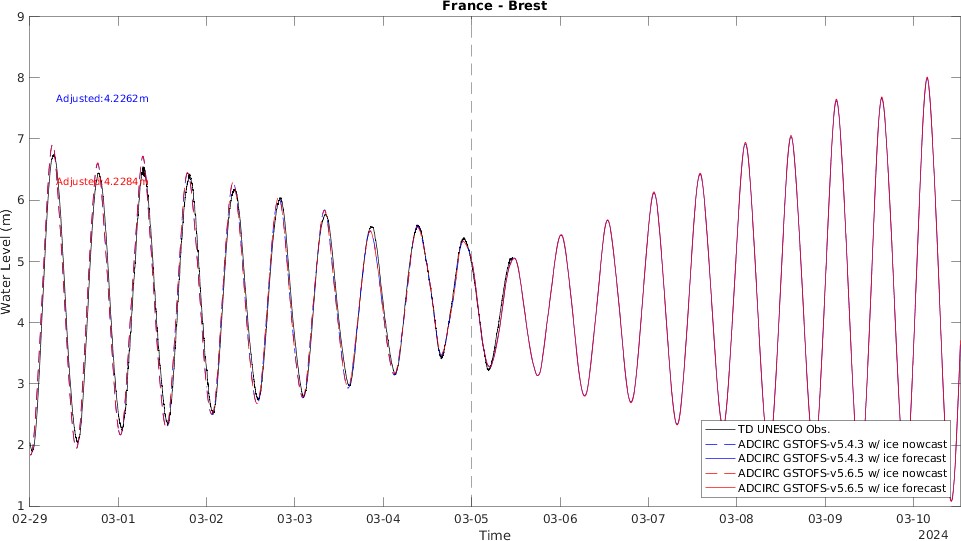 France - Brest
9
8
7
6
5
4
3
2
1
Water Level (m)
Adjusted:4.2262m
Adjusted:4.2284m
TD UNESCO Obs.
ADCIRC GSTOFS-v5.4.3 w/ ice nowcast
ADCIRC GSTOFS-v5.4.3 w/ ice forecast
ADCIRC GSTOFS-v5.6.5 w/ ice nowcast
ADCIRC GSTOFS-v5.6.5 w/ ice forecast
02-29 03-01 03-02 03-03 03-04 03-05 03-06 03-07 03-08 03-09 03-10
Time
2024